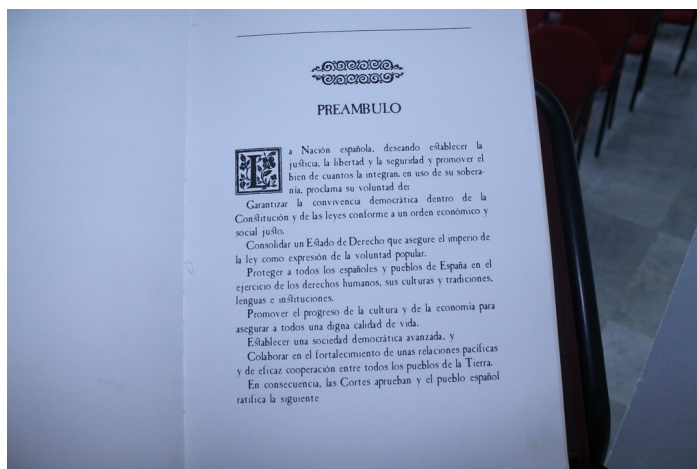 PREAMBULO
La Nación española, deseando establecer la
justicia, la libertad y la seguridad y promover el
bien de cuantos la integran, en uso de su sobera-
nía, proclama su voluntad de:
Garantizar la convivencia democrática dentro de la
Constitución y de las leyes conforme a un orden económico y
social justo.
Consolidar un Estado de Derecho que asegure el imperio de
la ley como expresión de la voluntad popular.
Proteger a todos los españoles y pueblos de España en el
ejercicio de los derechos humanos, sus culturas y tradiciones,
lenguas e instituciones.
Promover el progreso de la cultura y de la economía para
asegurar a todos una digna calidad de vida.
Establecer una sociedad democrática avanzada, y
Colaborar en el fortalecimiento de unas relaciones pacíficas
y de eficaz cooperación entre todos los pueblos de la Tierra.
En consecuencia, las Cortes aprueban y el pueblo español
ratifica la siguiente